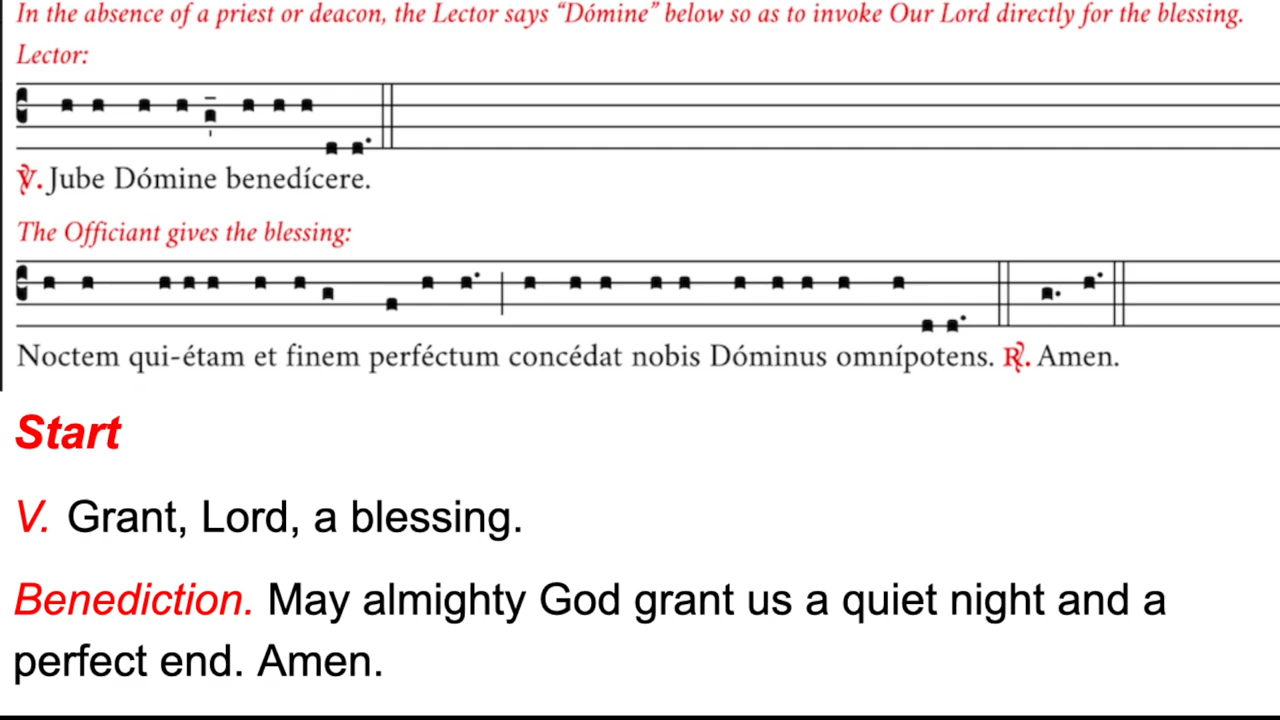 In the absence of a priest or deacon, the Lector says “Dómine” below so as to invoke Our Lord directly for the blessing.
Lector:
℣. Jube Dómine benedícere.
The Officiant gives the blessing:
Noctem qui-étam et finem perféctum concédat nobis Dóminus omnípotens. ℟. Amen.
Start
V. Grant, Lord, a blessing.
Benediction. May almighty God grant us a quiet night and a
perfect end. Amen.